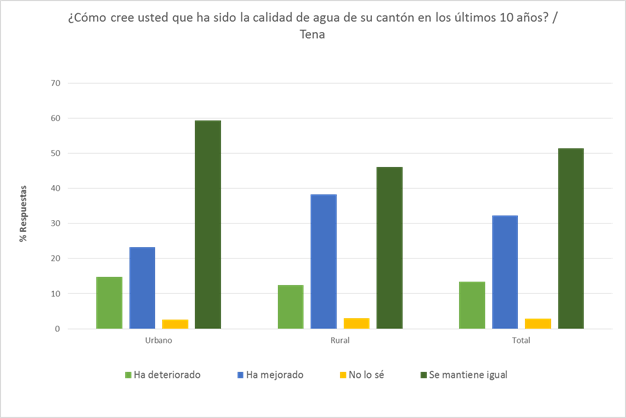 ¿Cómo cree usted que ha sido la calidad de agua de su cantón en los últimos 10 años? /
Tena
70
60
50
40
30
20
10
0
% Respuestas
Urbano
Rural
Total
Ha deteriorado
Ha mejorado
No lo sé
Se mantiene igual